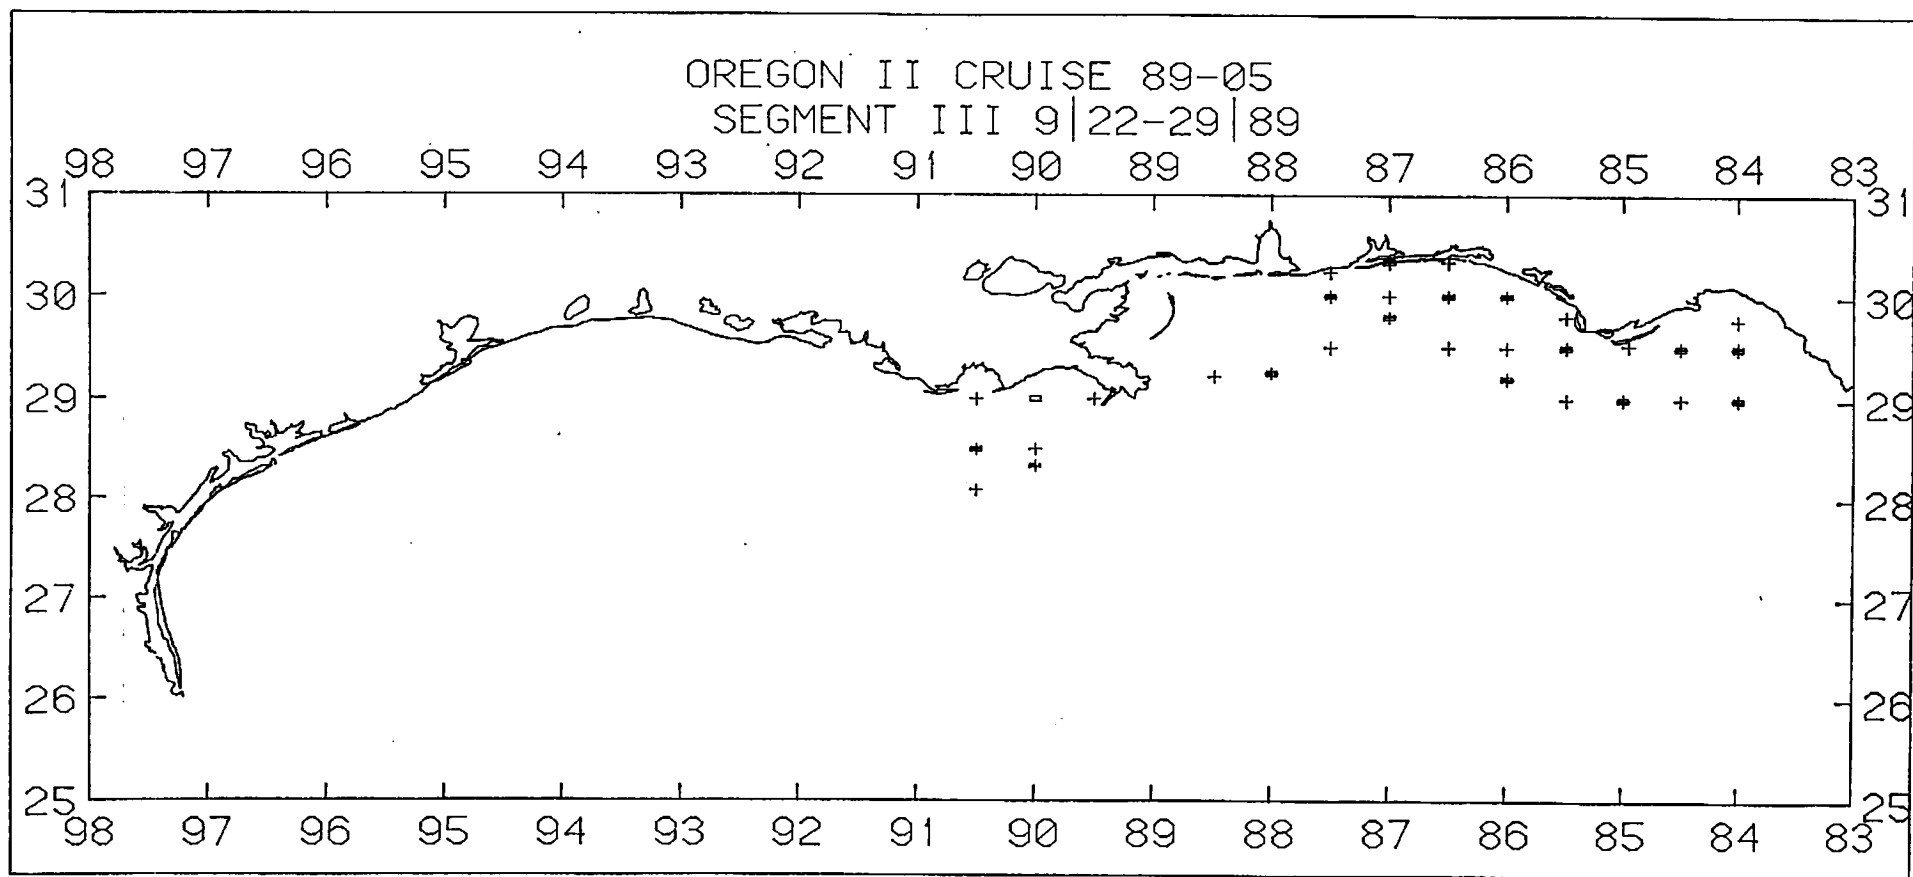 OREGON II CRUISE 89-05
SEGMENT III 9|22-29|89
98 97 96 95 94 93 92 91 90 89 88 87 86 85 84 83
31 31
30 30
29 29
28 28
27 27
26 26
25 25
98 97 96 95 94 93 92 91 90 89 88 87 86 85 84 83